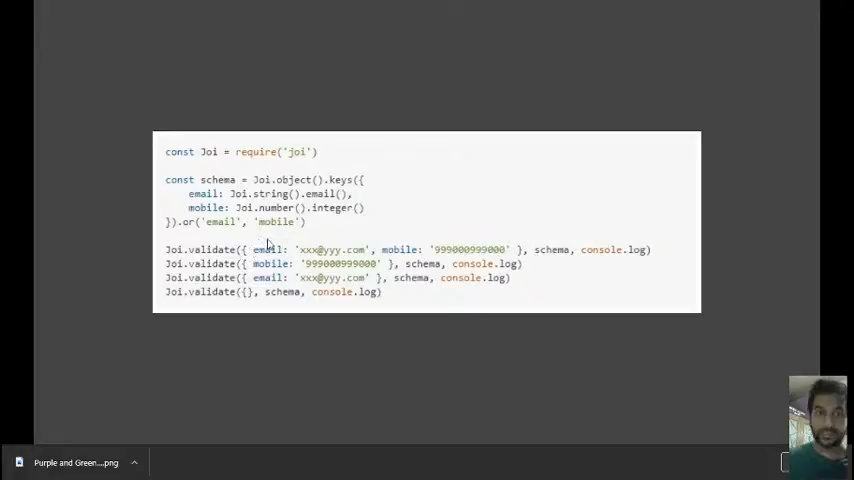 const Joi = require('joi')
const schema = Joi.object().keys({
email: Joi.string().email(),
mobile: Joi.number().integer()
}).or('email', 'mobile')
Joi.validate({ email: 'xxx@yyy.com', mobile: '999000999000' }, schema, console.log)
Joi.validate({ mobile: '999000999000' }, schema, console.log)
Joi.validate({ email: 'xxx@yyy.com' }, schema, console.log)
Joi.validate({}, schema, console.log)
Purple and Green....png